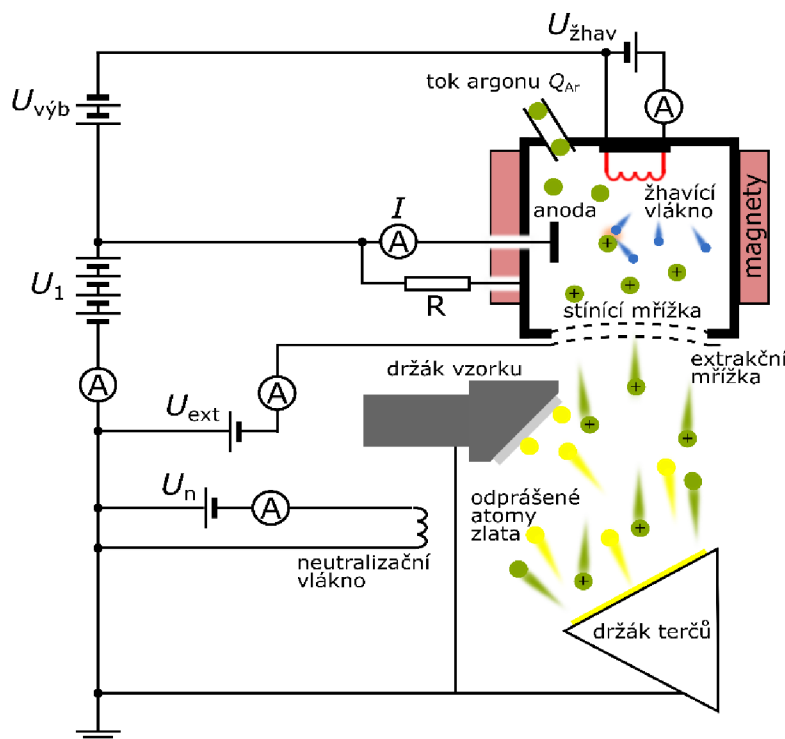 Užhav
tok argonu QAr
A
Uvýb
anoda
žhavící
vlákno
magnety
I
A
U1
R
+
+
+
+
stínící mřížka
extrakční
mřížka
držák vzorku
A
A
Uext
+
+
+
Un
A
odprášené
atomy
zlata
+
neutralizační
vlákno
+
držák terčů